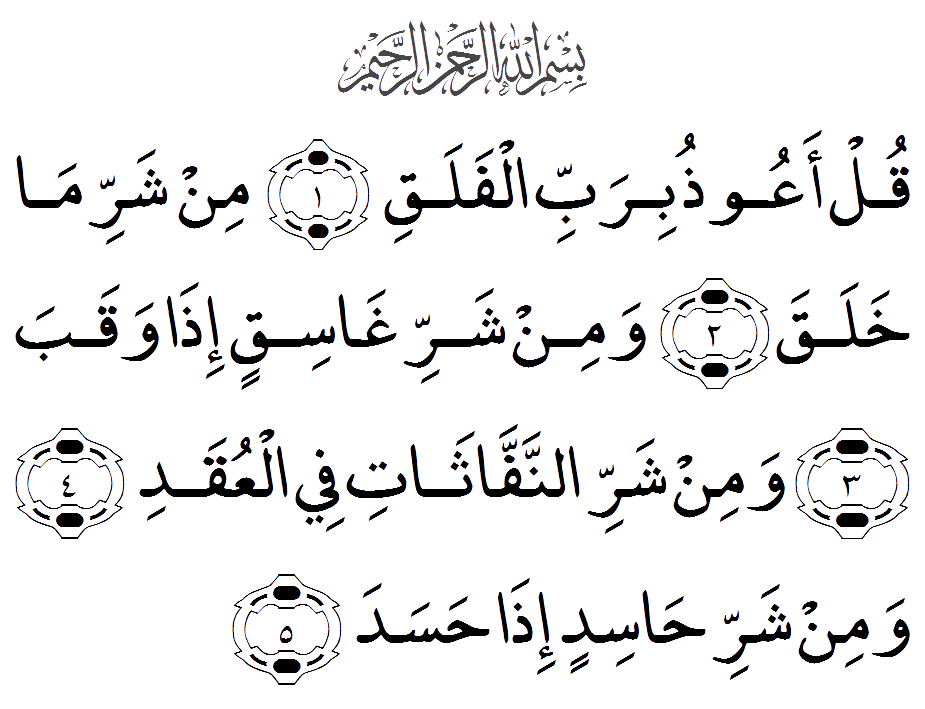 بِسْمِ اللَّهِ الرَّحْمَنِ الرَّحِيمِ
قُلْ أَعُوذُ بِرَبِّ الْفَلَقِ ١ مِنْ شَرِّ مَا
خَلَقَ ٢ وَمِنْ شَرِّ غَاسِقٍ إِذَا وَقَبَ
٣ وَمِنْ شَرِّ النَّفَّاثَاتِ فِي الْعُقَدِ ٤
وَمِنْ شَرِّ حَاسِدٍ إِذَا حَسَدَ ٥